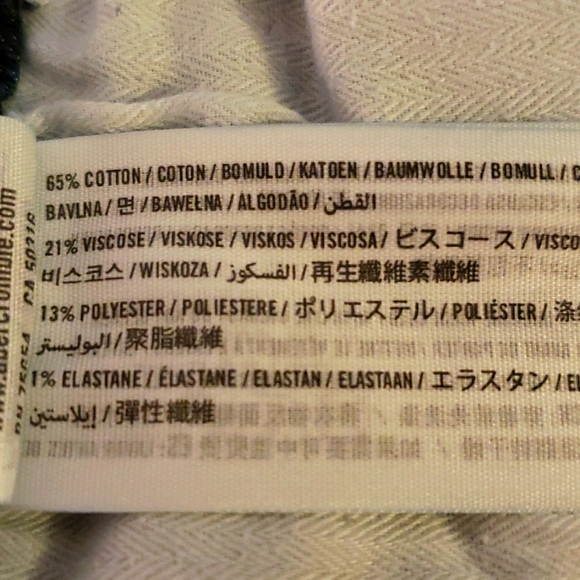 65% COTTON / COTON / BOMULD / KATOEN / BAUMWOLLE / BOMULL / C
BAVLNA / 면 / BAWEŁNA / ALGODÃO / القطن
21% VISCOSE / VISKOSE / VISKOS / VISCOSA / ビスコース / VISCO
비스코스 / WISKOZA / الفسكوز / 再生纖維素纖維
13% POLYESTER / POLIESTERE / ポリエステル / POLIÉSTER / 涤
البوليستر / 聚脂纖維
1% ELASTANE / ÉLASTANE / ELASTAN / ELASTAAN / エラスタン / EL
إيلاستين / 彈性纖維